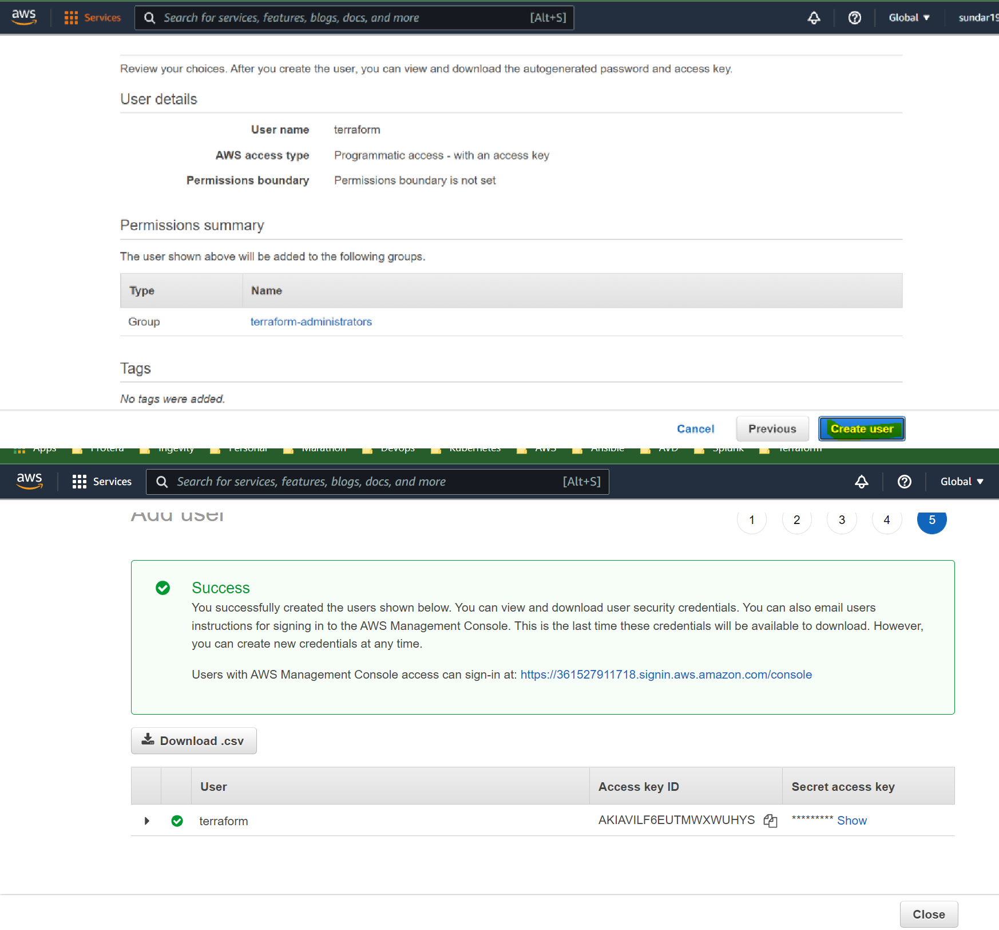 aws Services Search for services, features, blogs, docs, and more [Alt+S] Global ▼ sundar19
Review your choices. After you create the user, you can view and download the autogenerated password and access key.
User details
User name terraform
AWS access type Programmatic access - with an access key
Permissions boundary Permissions boundary is not set
Permissions summary
The user shown above will be added to the following groups.
Type Name
Group terraform-administrators
Tags
No tags were added.
Cancel Previous Create user
Apps Protera Ingevity Personal Marathon Devops Kubernetes AWS Ansible AVD Splunk Terraform
aws Services Search for services, features, blogs, docs, and more [Alt+S] Global ▼
Add user 1 2 3 4 5
Success
You successfully created the users shown below. You can view and download user security credentials. You can also email users
instructions for signing in to the AWS Management Console. This is the last time these credentials will be available to download. However,
you can create new credentials at any time.
Users with AWS Management Console access can sign-in at: https://361527911718.signin.aws.amazon.com/console
Download .csv
User Access key ID Secret access key
terraform AKIAVILF6EUTMWXWUHYS ********* Show
Close